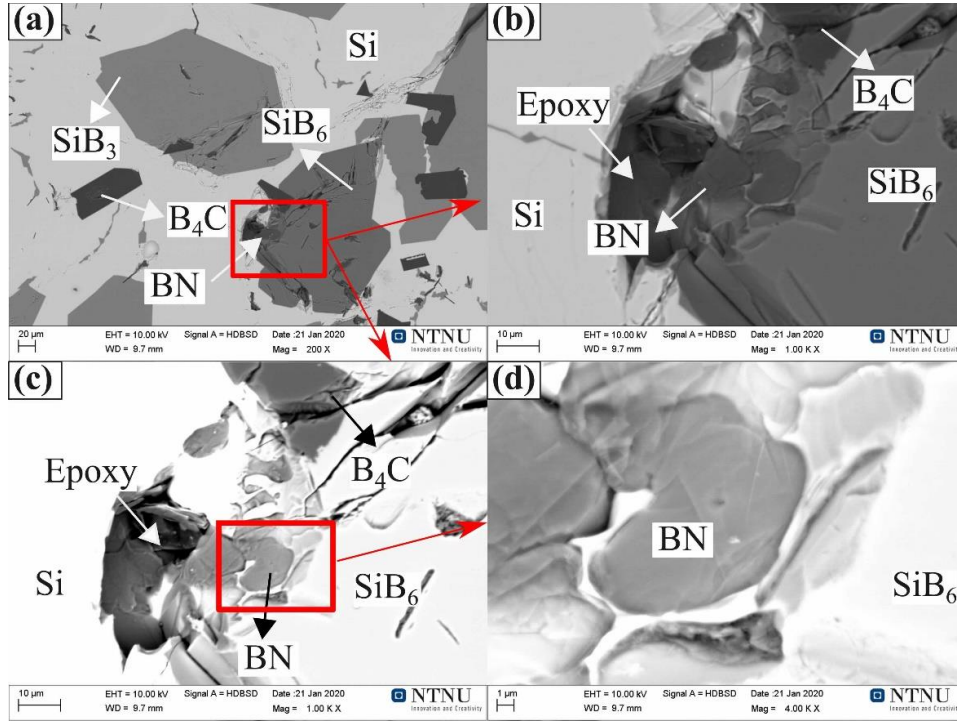 (a)
Si
SiB₃
SiB₆
B₄C
BN
20 µm
EHT = 10.00 kV
Signal A = HDBSD
Date :21 Jan 2020
WD = 9.7 mm
Mag = 200 X
NTNU
Innovation and Creativity
(b)
Epoxy
B₄C
SiB₆
Si
BN
10 µm
EHT = 10.00 kV
Signal A = HDBSD
Date :21 Jan 2020
WD = 9.7 mm
Mag = 1.00 K X
NTNU
Innovation and Creativity
(c)
Epoxy
B₄C
Si
SiB₆
BN
10 µm
EHT = 10.00 kV
Signal A = HDBSD
Date :21 Jan 2020
WD = 9.7 mm
Mag = 1.00 K X
NTNU
Innovation and Creativity
(d)
BN
SiB₆
1 µm
EHT = 10.00 kV
Signal A = HDBSD
Date :21 Jan 2020
WD = 9.7 mm
Mag = 4.00 K X
NTNU
Innovation and Creativity